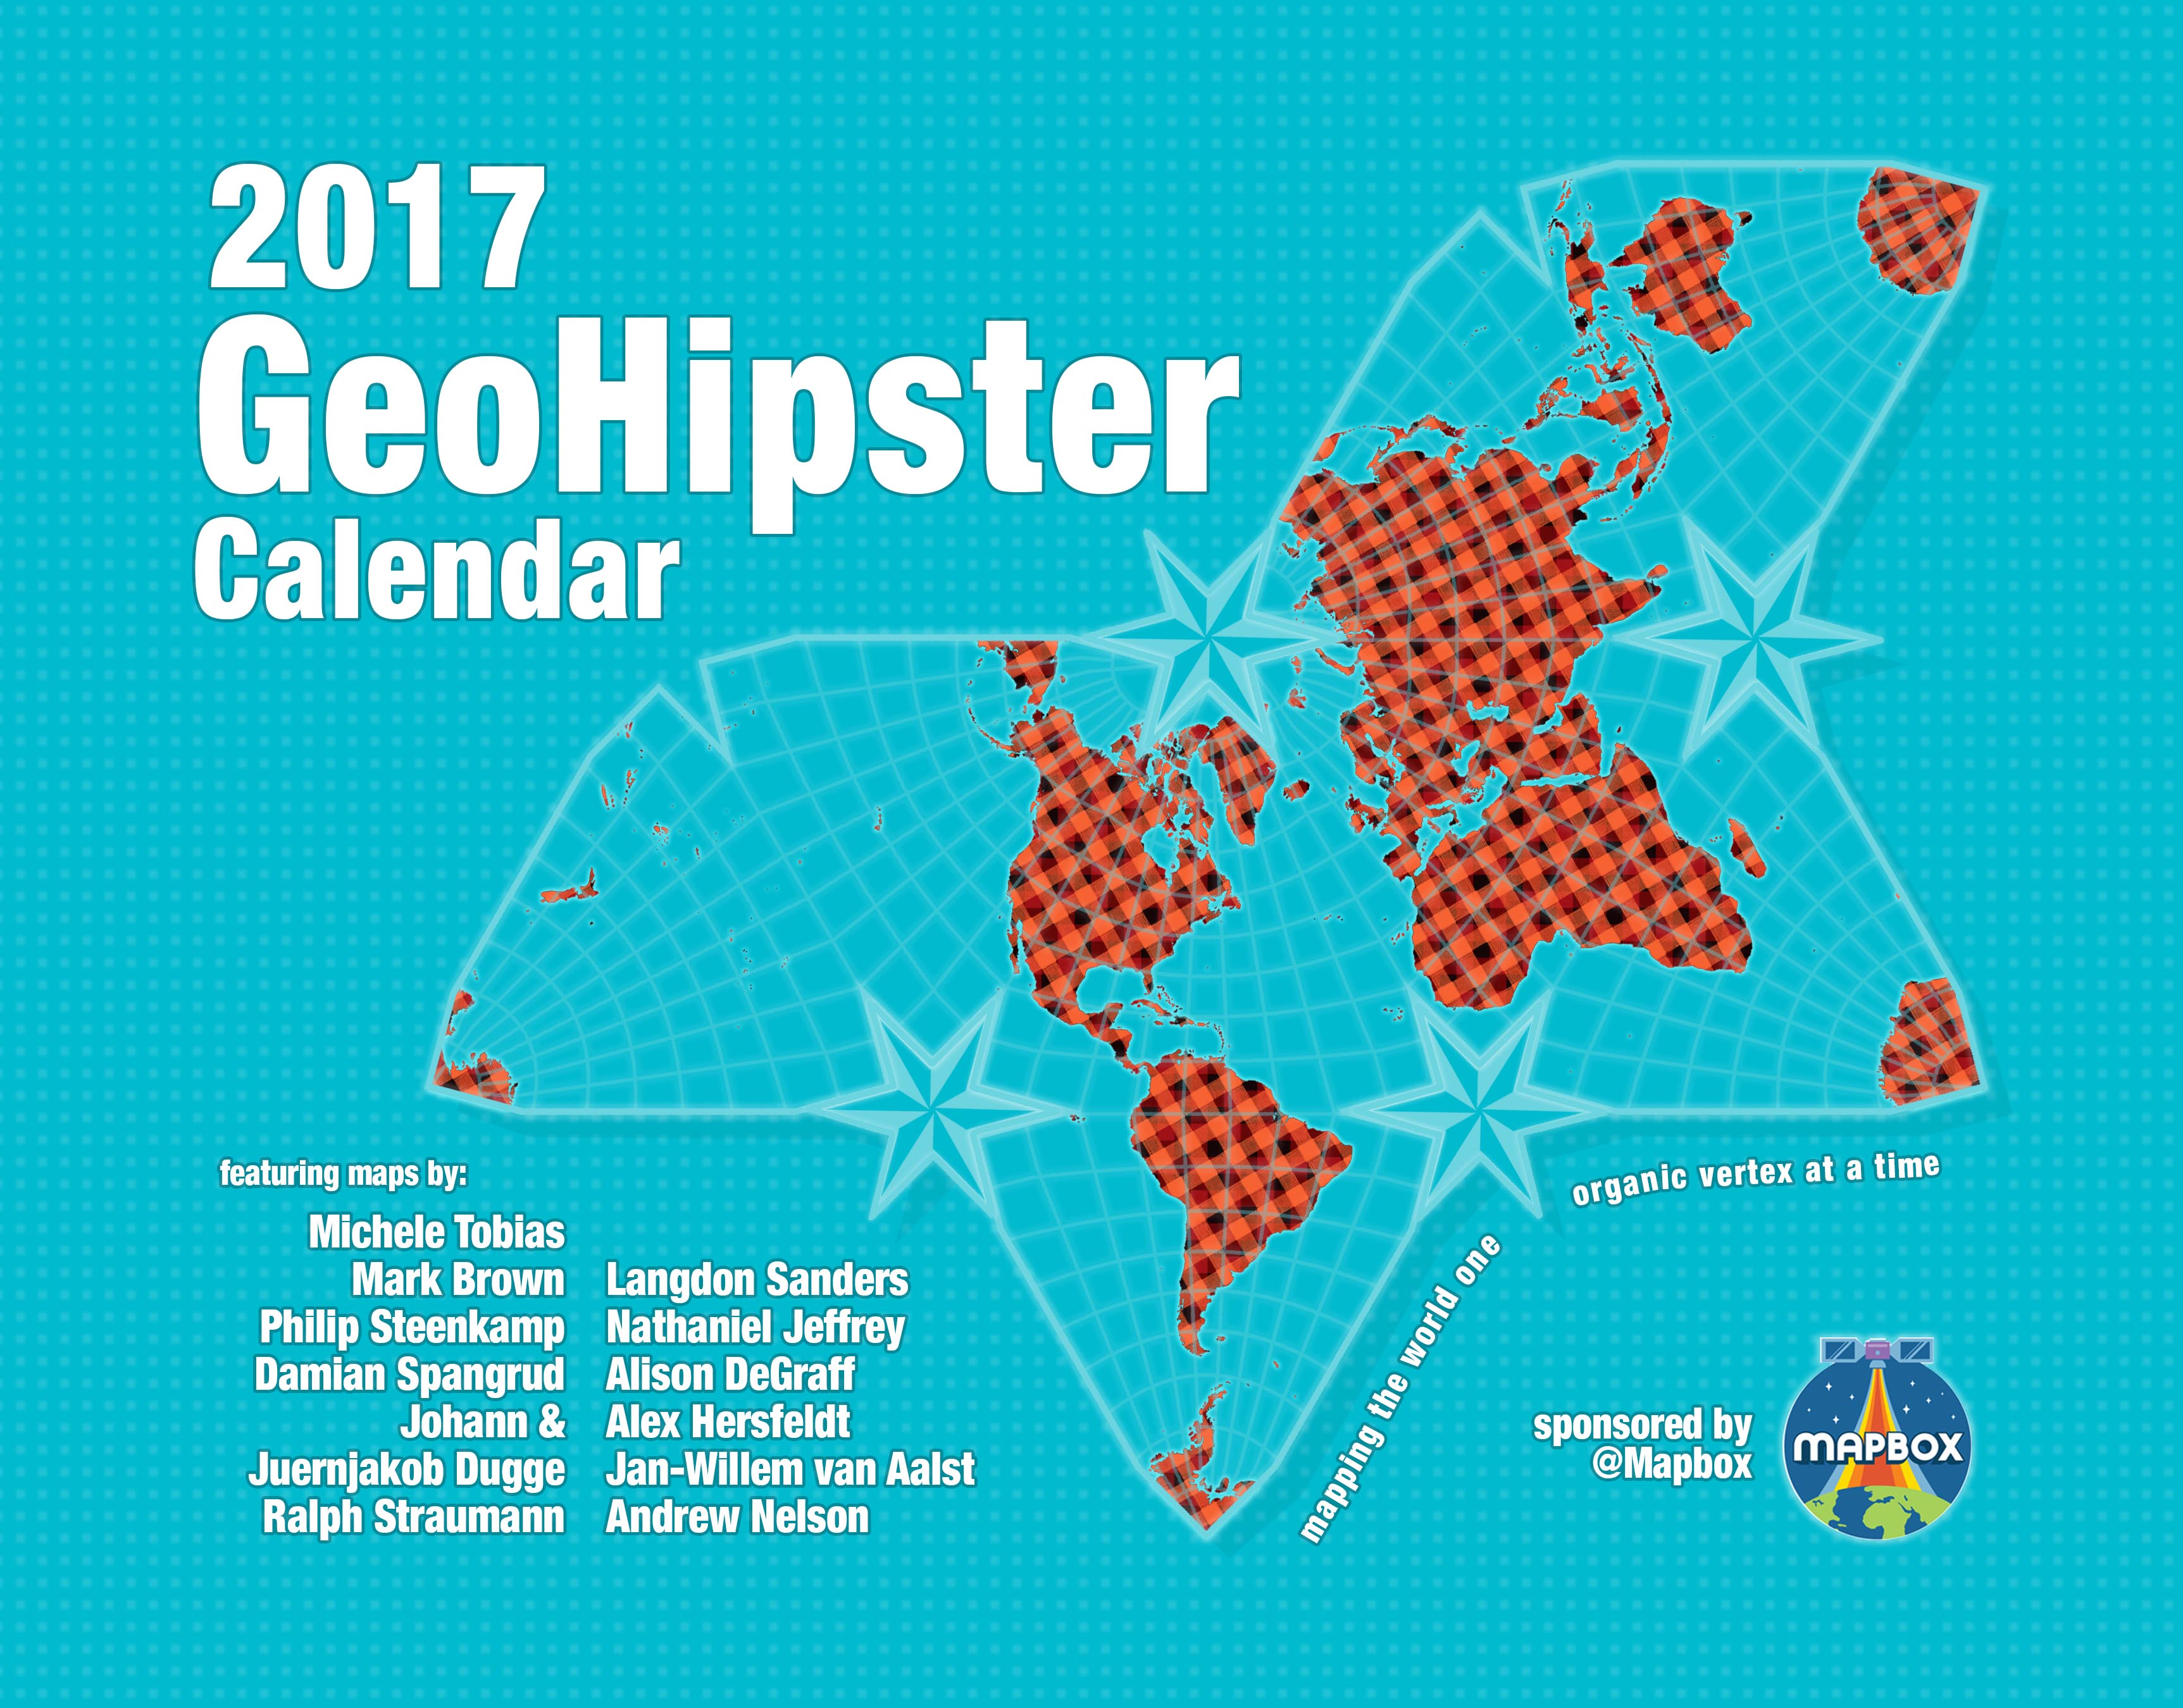 2017
GeoHipster
Calendar
featuring maps by:
Michele Tobias
Mark Brown
Philip Steenkamp
Damian Spangrud
Johann &
Juernjakob Dugge
Ralph Straumann
Langdon Sanders
Nathaniel Jeffrey
Alison DeGraff
Alex Hersfeldt
Jan-Willem van Aalst
Andrew Nelson
mapping the world one
organic vertex at a time
sponsored by
@Mapbox
MAPBOX